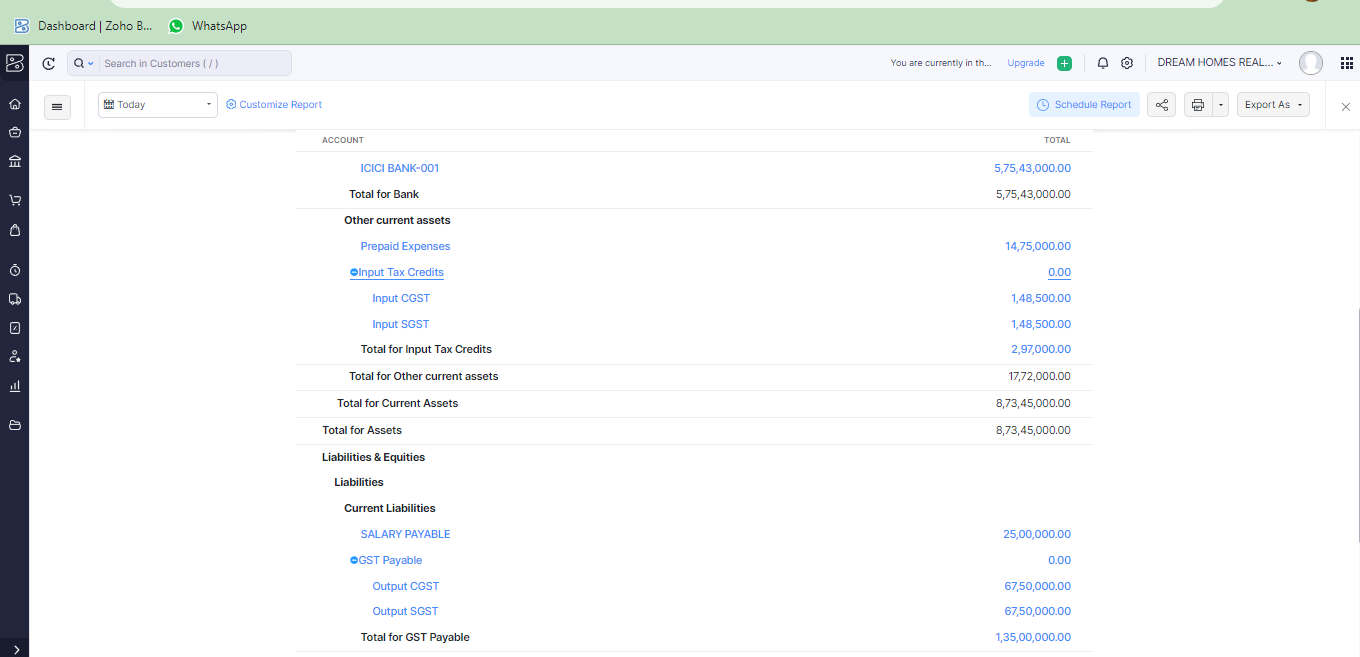 Dashboard | Zoho B... WhatsApp
Search in Customers ( / ) You are currently in th... Upgrade DREAM HOMES REAL...
Today Customize Report Schedule Report Export As
ACCOUNT TOTAL
ICICI BANK-001 5,75,43,000.00
Total for Bank 5,75,43,000.00
Other current assets
Prepaid Expenses 14,75,000.00
Input Tax Credits 0.00
Input CGST 1,48,500.00
Input SGST 1,48,500.00
Total for Input Tax Credits 2,97,000.00
Total for Other current assets 17,72,000.00
Total for Current Assets 8,73,45,000.00
Total for Assets 8,73,45,000.00
Liabilities & Equities
Liabilities
Current Liabilities
SALARY PAYABLE 25,00,000.00
GST Payable 0.00
Output CGST 67,50,000.00
Output SGST 67,50,000.00
Total for GST Payable 1,35,00,000.00